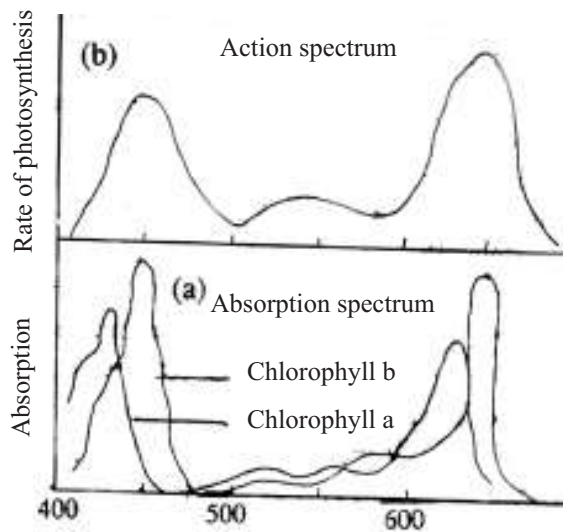 Action spectrum
(b)
Rate of photosynthesis
(a)
Absorption spectrum
Chlorophyll b
Chlorophyll a
Absorption
400 500 600